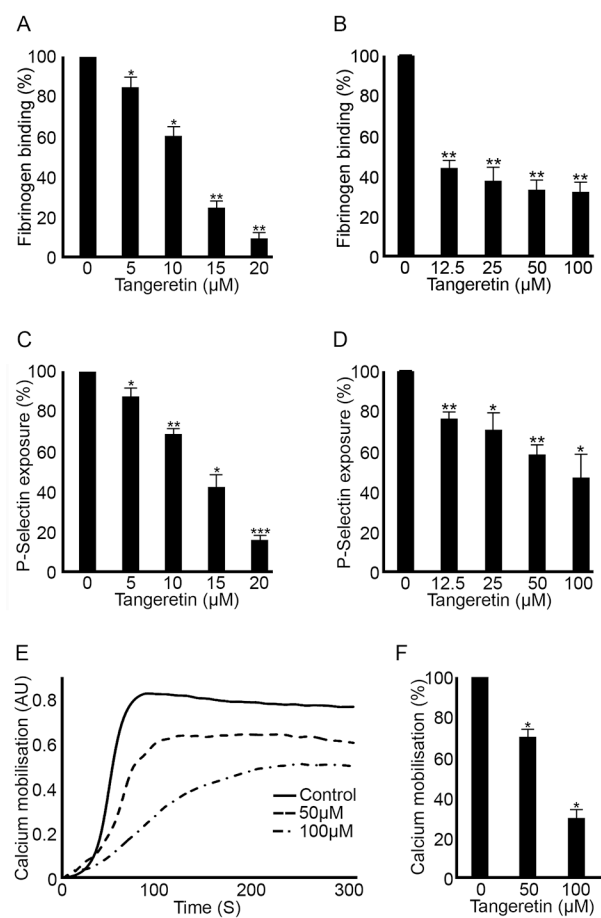 A
Fibrinogen binding (%)
100
80
60
40
20
0
*
*
**
**
0 5 10 15 20
Tangeretin (µM)
B
Fibrinogen binding (%)
100
80
60
40
20
0
**
**
**
**
0 12.5 25 50 100
Tangeretin (µM)
C
P-Selectin exposure (%)
100
80
60
40
20
0
*
**
*
***
0 5 10 15 20
Tangeretin (µM)
D
P-Selectin exposure (%)
100
80
60
40
20
0
**
*
**
*
0 12.5 25 50 100
Tangeretin (µM)
E
Calcium mobilisation (AU)
0.8
0.6
0.4
0.2
0
Control
50µM
100µM
0 100 200 300
Time (S)
F
Calcium mobilisation (%)
100
80
60
40
20
0
*
*
0 50 100
Tangeretin (µM)